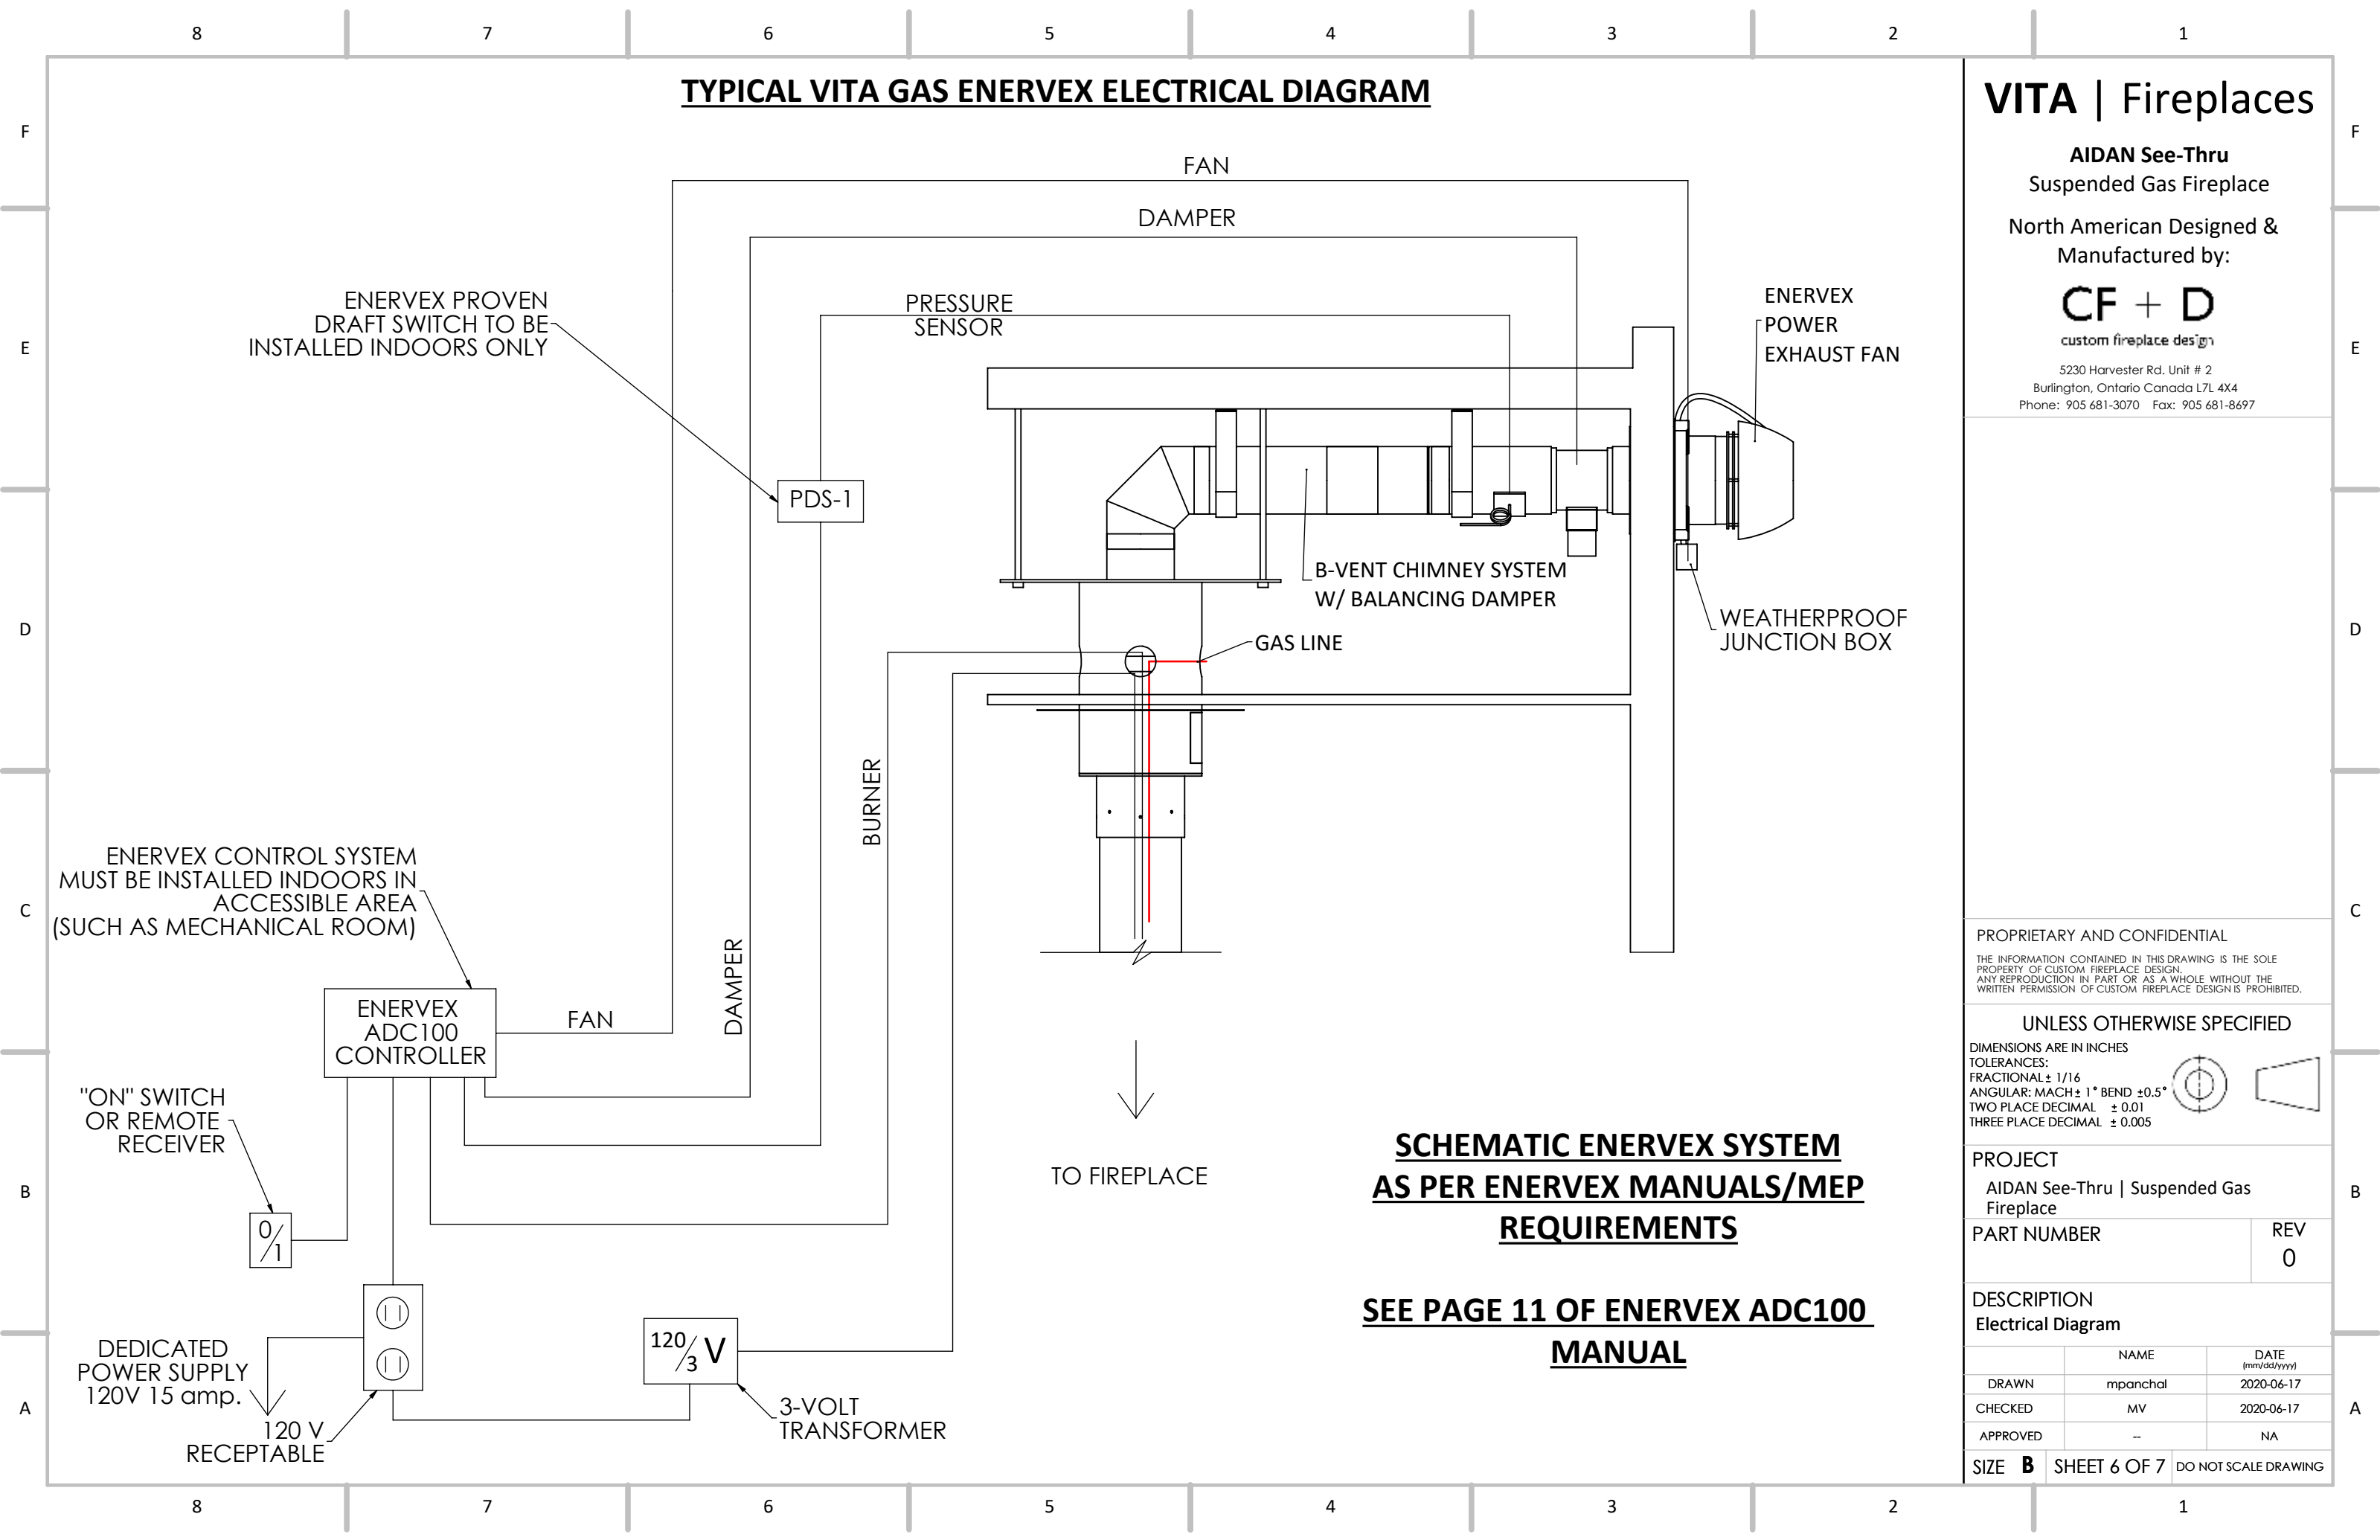 8 7 6 5 4 3 2 1
F
E
D
C
B
A
TYPICAL VITA GAS ENERVEX ELECTRICAL DIAGRAM
FAN
DAMPER
PRESSURE
SENSOR
ENERVEX PROVEN
DRAFT SWITCH TO BE
INSTALLED INDOORS ONLY
ENERVEX
POWER
EXHAUST FAN
PDS-1
B-VENT CHIMNEY SYSTEM
W/ BALANCING DAMPER
GAS LINE
WEATHERPROOF
JUNCTION BOX
BURNER
DAMPER
ENERVEX CONTROL SYSTEM
MUST BE INSTALLED INDOORS IN
ACCESSIBLE AREA
(SUCH AS MECHANICAL ROOM)
ENERVEX
ADC100
CONTROLLER
FAN
"ON" SWITCH
OR REMOTE
RECEIVER
0/1
TO FIREPLACE
DEDICATED
POWER SUPPLY
120V 15 amp.
120 V
RECEPTABLE
120/3 V
3-VOLT
TRANSFORMER
SCHEMATIC ENERVEX SYSTEM
AS PER ENERVEX MANUALS/MEP
REQUIREMENTS
SEE PAGE 11 OF ENERVEX ADC100
MANUAL
VITA | Fireplaces
AIDAN See-Thru
Suspended Gas Fireplace
North American Designed &
Manufactured by:
CF + D
custom fireplace design
5230 Harvester Rd. Unit # 2
Burlington, Ontario Canada L7L 4X4
Phone: 905 681-3070 Fax: 905 681-8697
PROPRIETARY AND CONFIDENTIAL
THE INFORMATION CONTAINED IN THIS DRAWING IS THE SOLE
PROPERTY OF CUSTOM FIREPLACE DESIGN.
ANY REPRODUCTION IN PART OR AS A WHOLE WITHOUT THE
WRITTEN PERMISSION OF CUSTOM FIREPLACE DESIGN IS PROHIBITED.
UNLESS OTHERWISE SPECIFIED
DIMENSIONS ARE IN INCHES
TOLERANCES:
FRACTIONAL ± 1/16
ANGULAR: MACH ± 1° BEND ±0.5°
TWO PLACE DECIMAL ± 0.01
THREE PLACE DECIMAL ± 0.005
PROJECT
AIDAN See-Thru | Suspended Gas
Fireplace
PART NUMBER
REV
0
DESCRIPTION
Electrical Diagram
NAME DATE
(mm/dd/yyyy)
DRAWN mpanchal 2020-06-17
CHECKED MV 2020-06-17
APPROVED -- NA
SIZE B SHEET 6 OF 7 DO NOT SCALE DRAWING
F
E
D
C
B
A
8 7 6 5 4 3 2 1